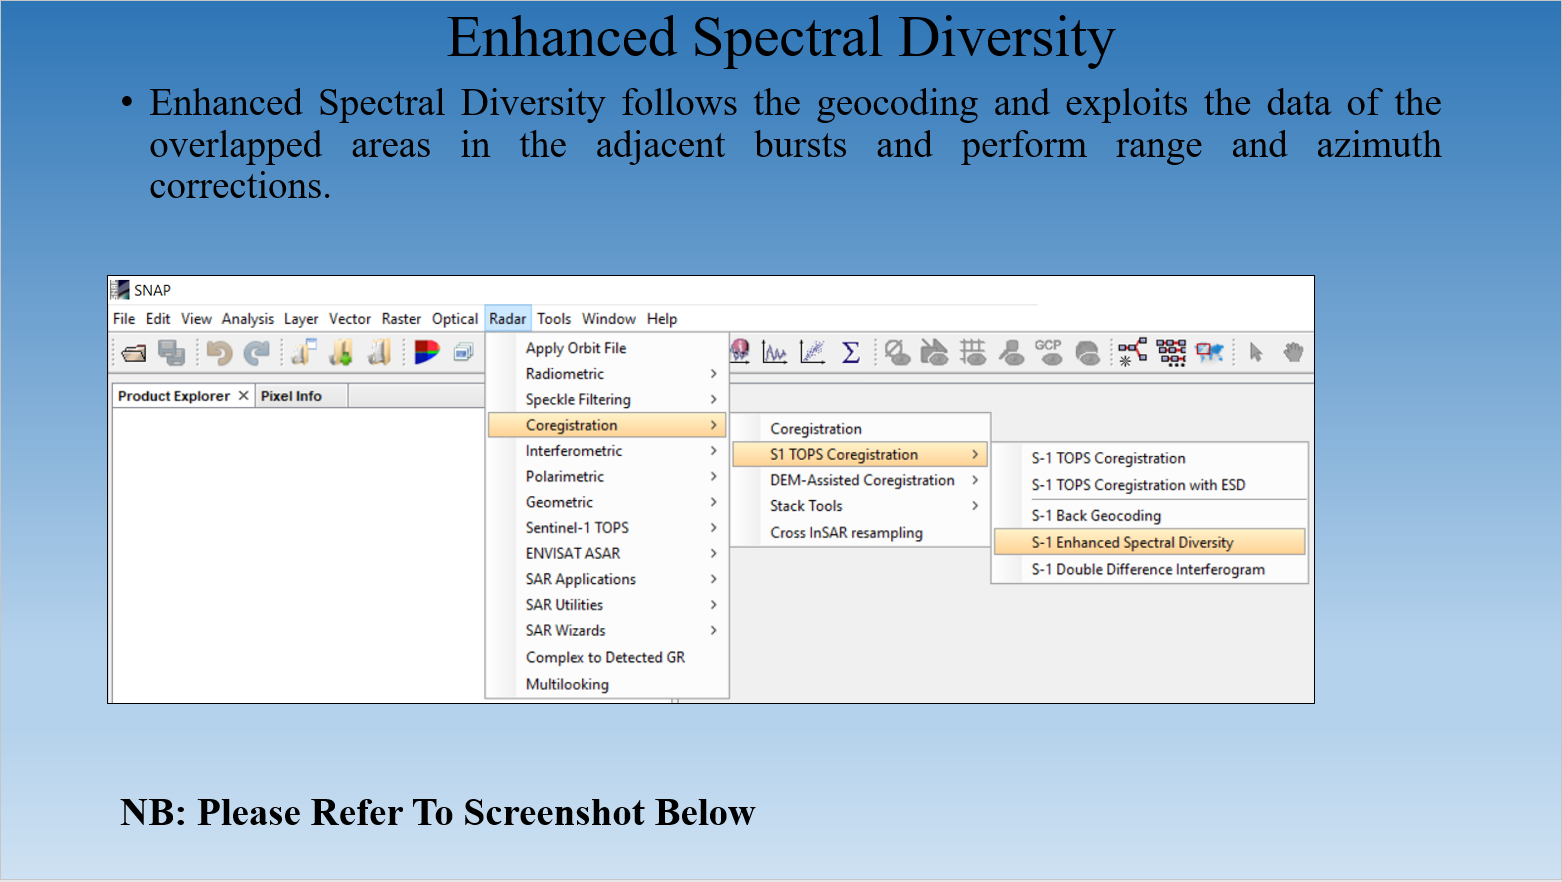 Enhanced Spectral Diversity
• Enhanced Spectral Diversity follows the geocoding and exploits the data of the
overlapped areas in the adjacent bursts and perform range and azimuth
corrections.
SNAP
File Edit View Analysis Layer Vector Raster Optical Radar Tools Window Help
GCP
Product Explorer Pixel Info
Apply Orbit File
Radiometric
Speckle Filtering
Coregistration
Interferometric
Polarimetric
Geometric
Sentinel-1 TOPS
ENVISAT ASAR
SAR Applications
SAR Utilities
SAR Wizards
Complex to Detected GR
Multilooking
Coregistration
S1 TOPS Coregistration
DEM-Assisted Coregistration
Stack Tools
Cross InSAR resampling
S-1 TOPS Coregistration
S-1 TOPS Coregistration with ESD
S-1 Back Geocoding
S-1 Enhanced Spectral Diversity
S-1 Double Difference Interferogram
NB: Please Refer To Screenshot Below